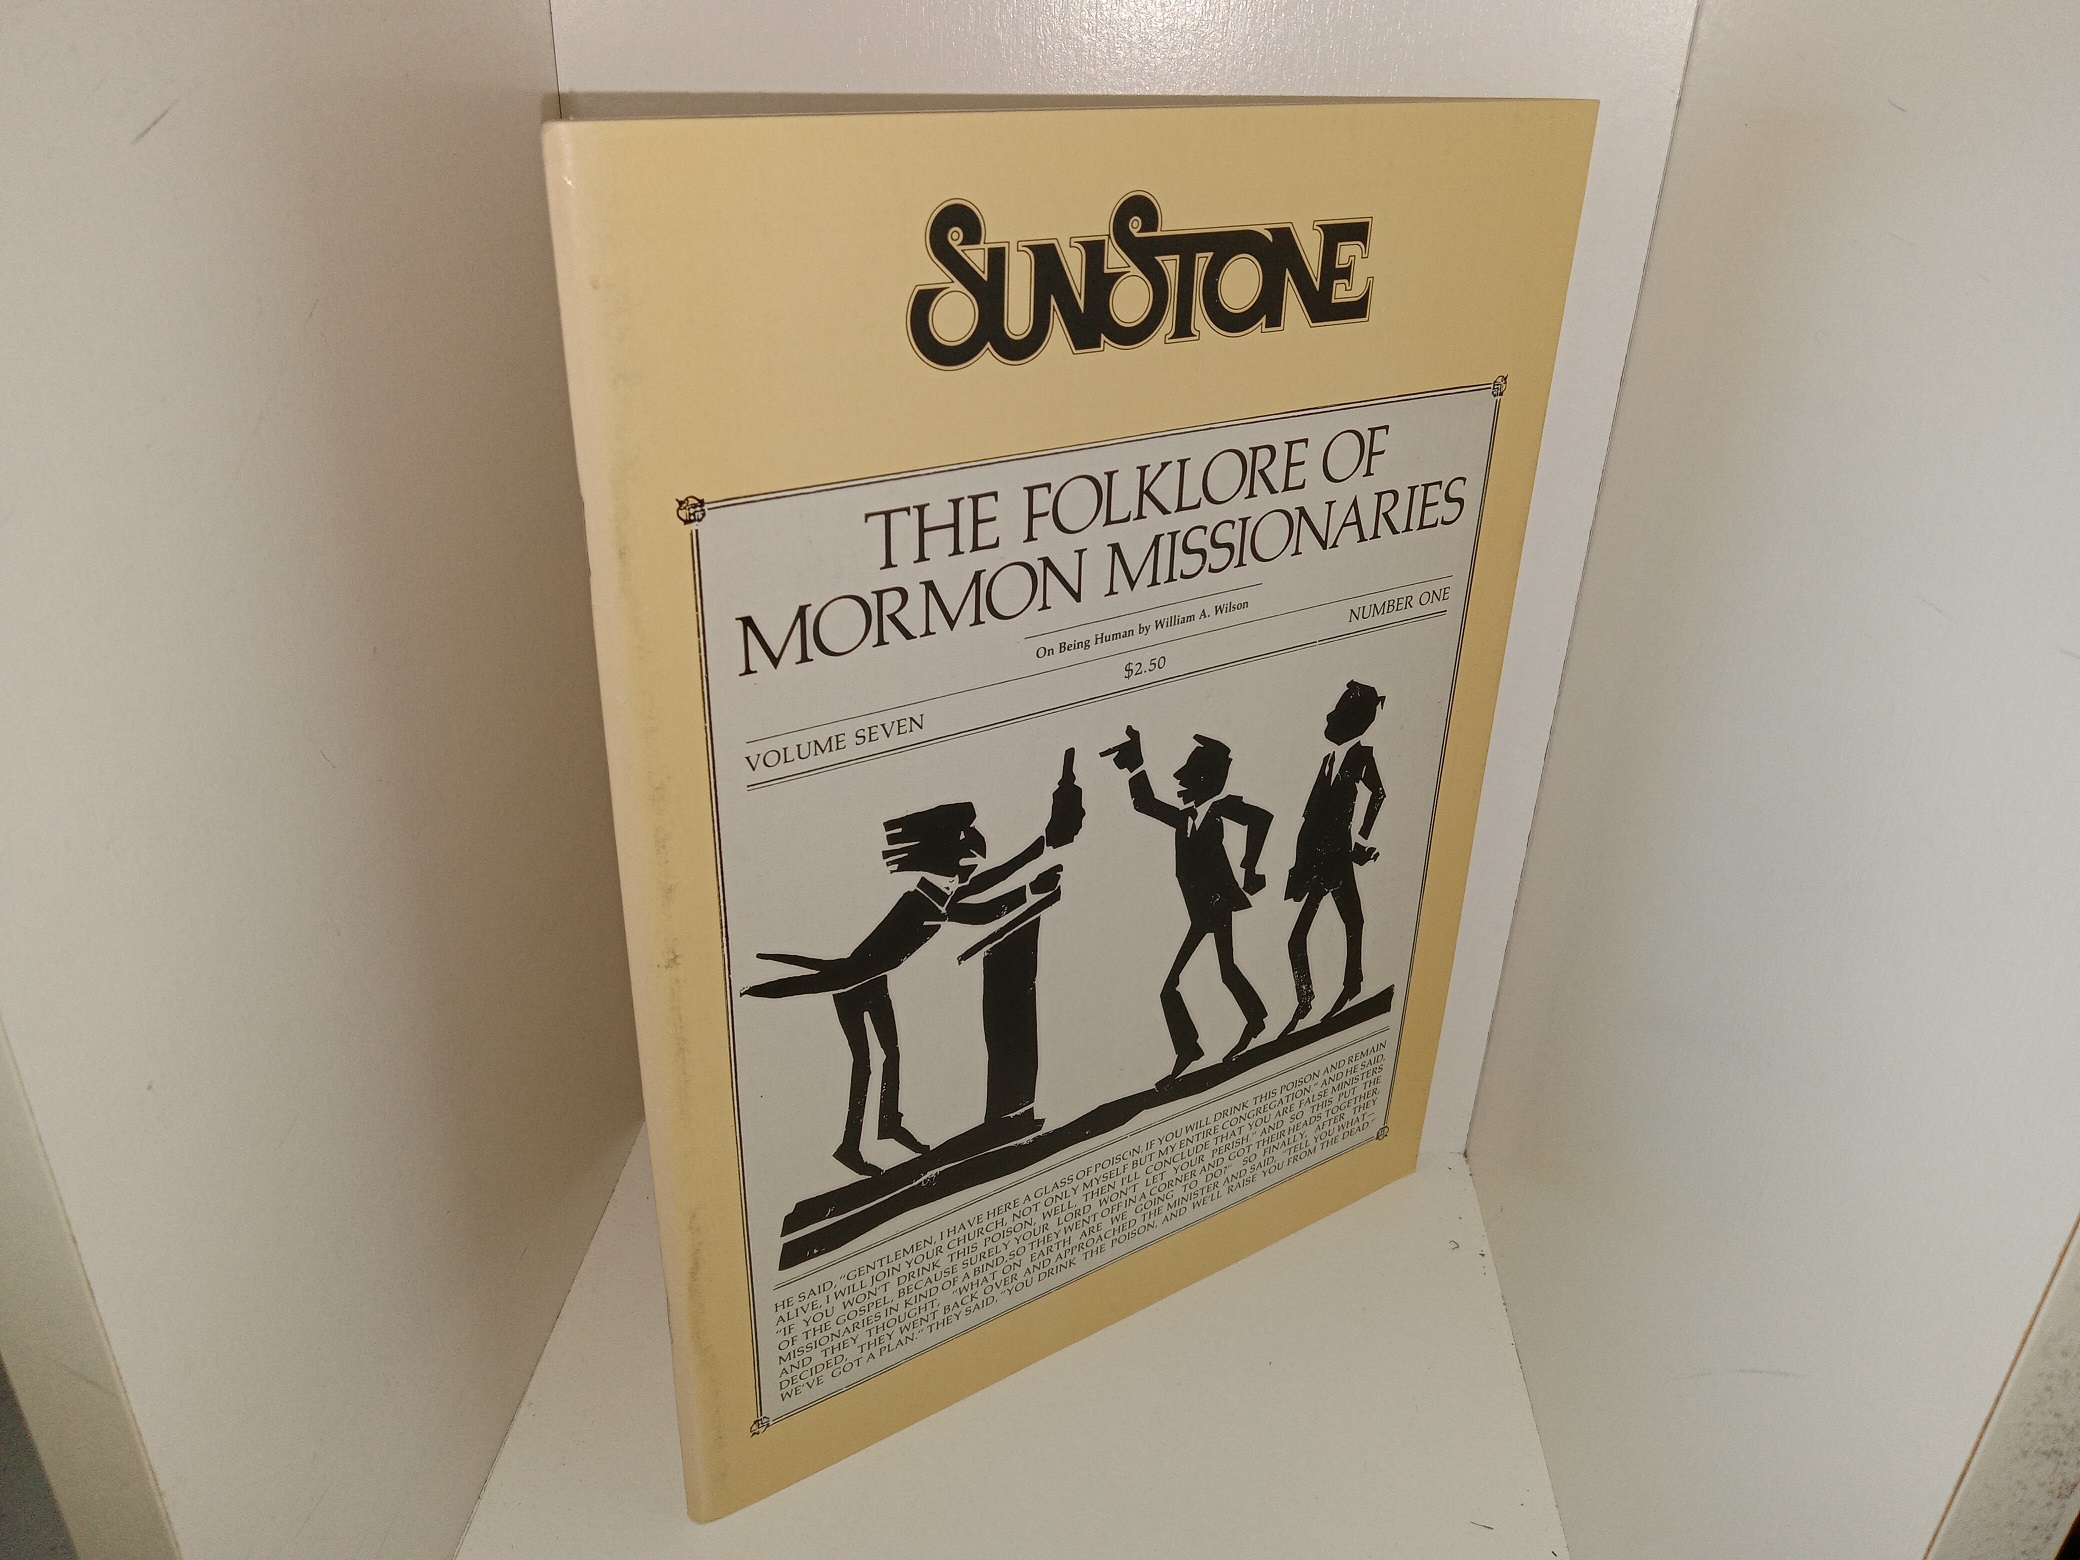 SUNSTONE
THE FOLKLORE OF
MORMON MISSIONARIES
On Being Human by William A. Wilson
VOLUME SEVEN $2.50 NUMBER ONE
HE SAID, "GENTLEMEN, I HAVE HERE A GLASS OF POISON. IF YOU WILL DRINK THIS POISON AND REMAIN
ALIVE, I WILL JOIN YOUR CHURCH, NOT ONLY MYSELF BUT MY ENTIRE CONGREGATION." AND HE SAID,
"IF YOU WON'T DRINK THIS POISON, WELL, THEN I'LL CONCLUDE THAT YOU ARE FALSE MINISTERS
OF THE GOSPEL, BECAUSE SURELY YOUR LORD WON'T LET YOUR PERISH." AND SO THIS PUT THE
MISSIONARIES IN KIND OF A BIND, SO THEY WENT OFF IN A CORNER AND GOT THEIR HEADS TOGETHER,
AND THEY THOUGHT, "WHAT ON EARTH ARE WE GOING TO DO?" SO FINALLY, AFTER THEY
DECIDED, THEY WENT BACK OVER AND APPROACHED THE MINISTER AND SAID, "TELL YOU WHAT—
WE'VE GOT A PLAN." THEY SAID, "YOU DRINK THE POISON, AND WE'LL RAISE YOU FROM THE DEAD."